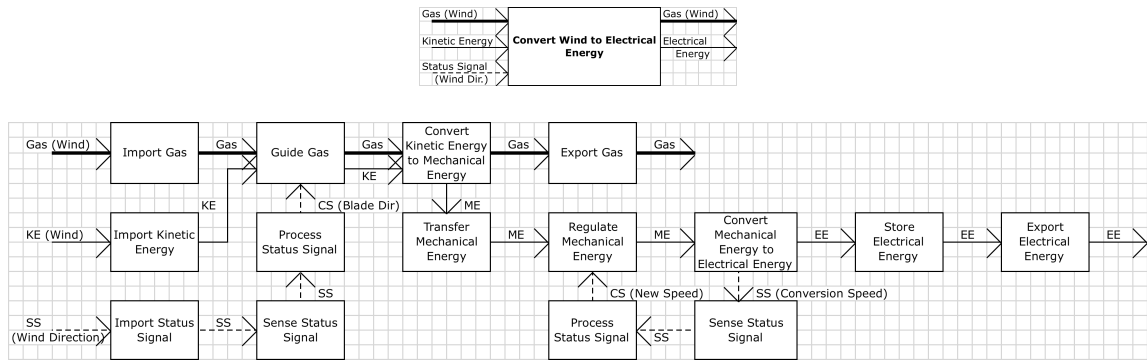 Gas (Wind)
Kinetic Energy
Status Signal
(Wind Dir.)
Convert Wind to Electrical
Energy
Gas (Wind)
Electrical
Energy
Gas (Wind)
Import Gas
Gas
Guide Gas
Gas
KE
Convert
Kinetic Energy
to Mechanical
Energy
Gas
Export Gas
Gas
KE
CS (Blade Dir)
ME
KE (Wind)
Import Kinetic
Energy
Process
Status Signal
Transfer
Mechanical
Energy
ME
Regulate
Mechanical
Energy
ME
Convert
Mechanical
Energy to
Electrical Energy
EE
Store
Electrical
Energy
EE
Export
Electrical
Energy
EE
SS
CS (New Speed)
SS (Conversion Speed)
SS
(Wind Direction)
Import Status
Signal
SS
Sense Status
Signal
Process
Status Signal
SS
Sense Status
Signal